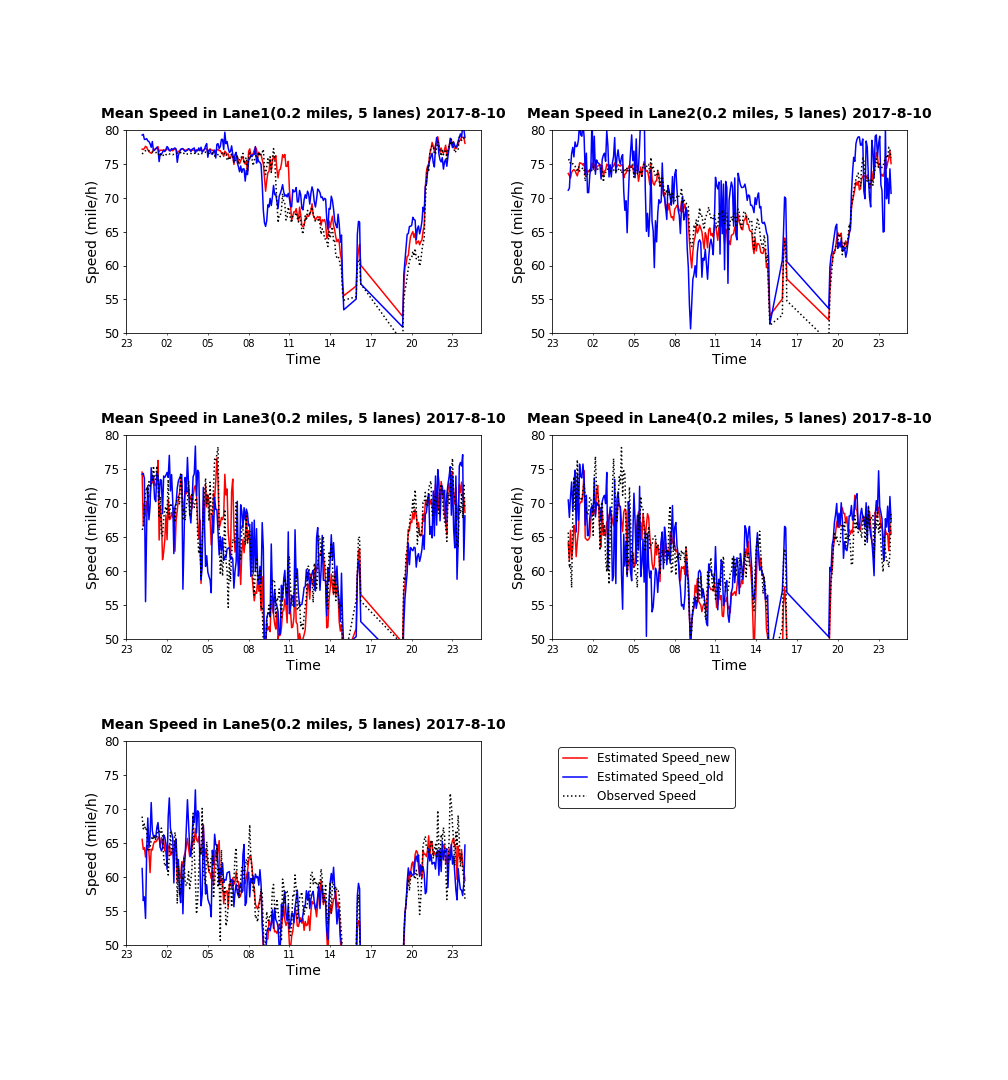 Mean Speed in Lane1(0.2 miles, 5 lanes) 2017-8-10
80
75
70
65
60
55
50
Speed (mile/h)
23 02 05 08 11 14 17 20 23
Time
Mean Speed in Lane2(0.2 miles, 5 lanes) 2017-8-10
80
75
70
65
60
55
50
Speed (mile/h)
23 02 05 08 11 14 17 20 23
Time
Mean Speed in Lane3(0.2 miles, 5 lanes) 2017-8-10
80
75
70
65
60
55
50
Speed (mile/h)
23 02 05 08 11 14 17 20 23
Time
Mean Speed in Lane4(0.2 miles, 5 lanes) 2017-8-10
80
75
70
65
60
55
50
Speed (mile/h)
23 02 05 08 11 14 17 20 23
Time
Mean Speed in Lane5(0.2 miles, 5 lanes) 2017-8-10
80
75
70
65
60
55
50
Speed (mile/h)
23 02 05 08 11 14 17 20 23
Time
Estimated Speed_new
Estimated Speed_old
Observed Speed